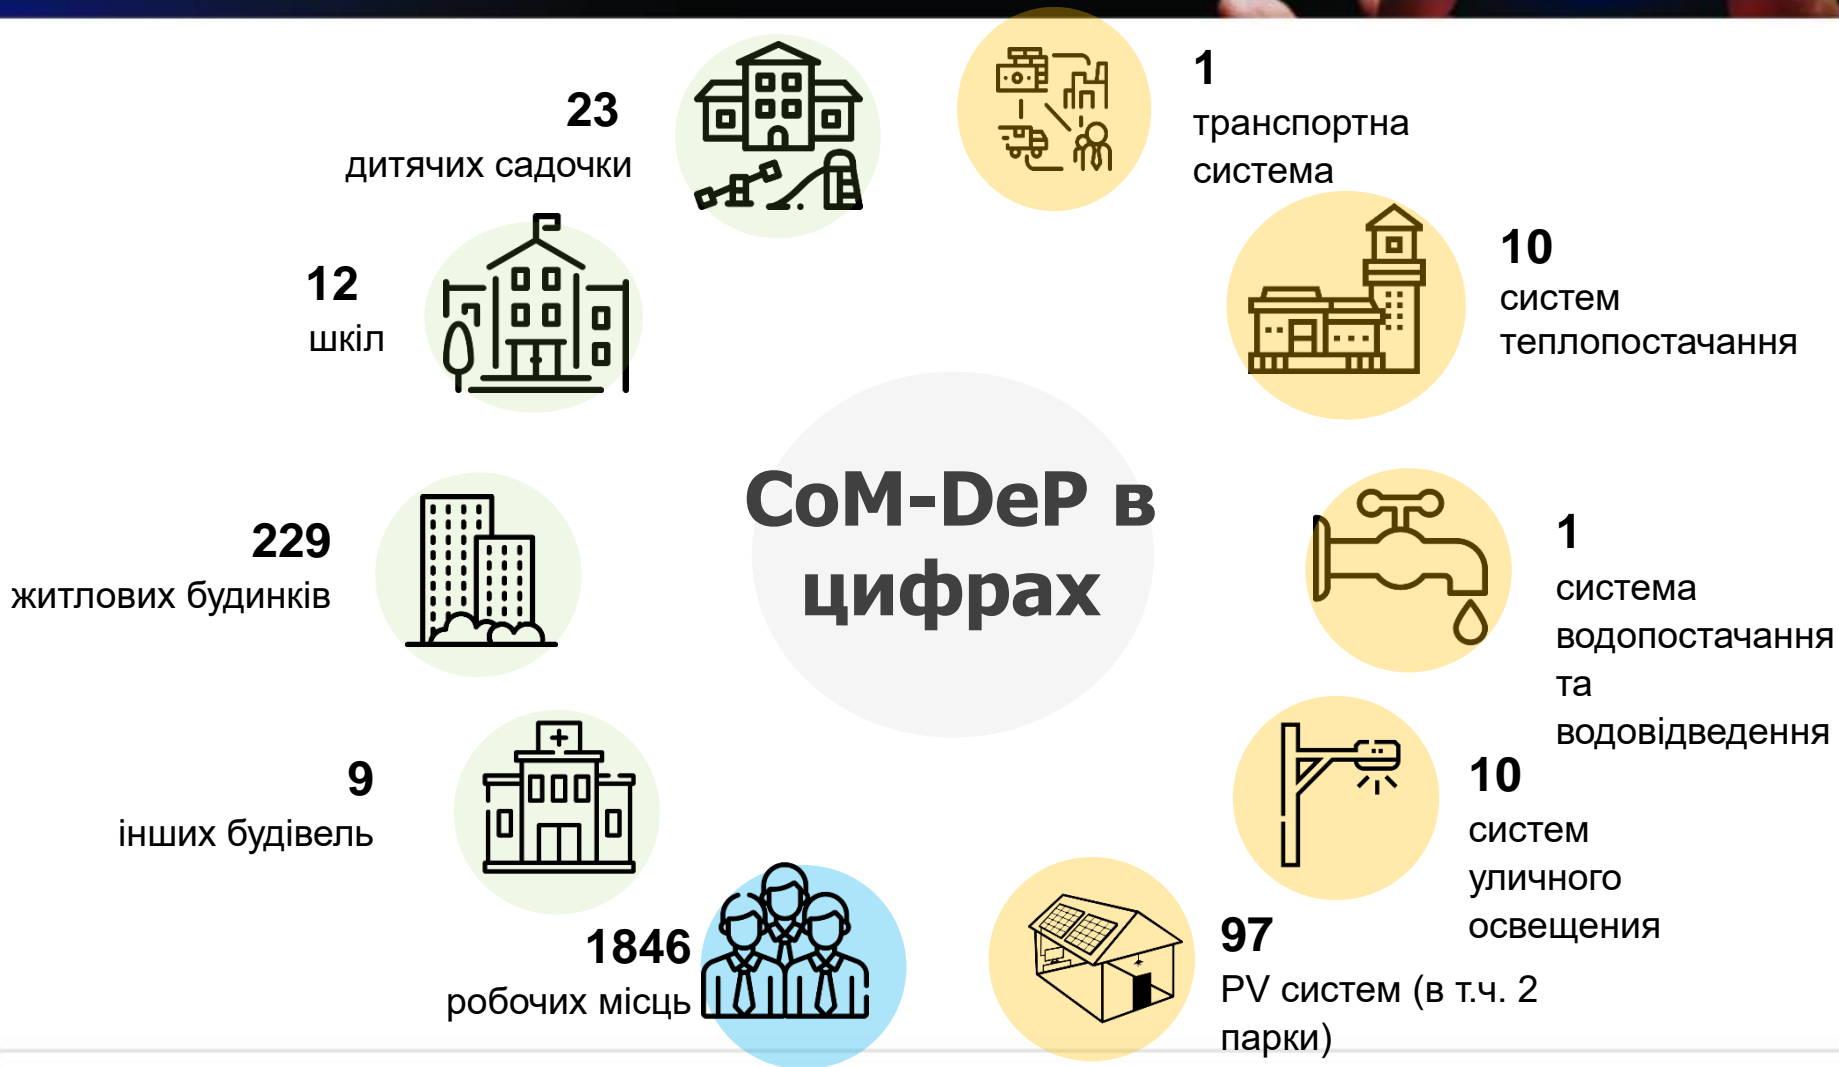 23
дитячих садочки
12
шкіл
229
житлових будинків
9
інших будівель
1846
робочих місць
CoM-DeP в
цифрах
1
транспортна
система
10
систем
теплопостачання
1
система
водопостачання
та
водовідведення
10
систем
уличного
освещения
97
PV систем (в т.ч. 2
парки)